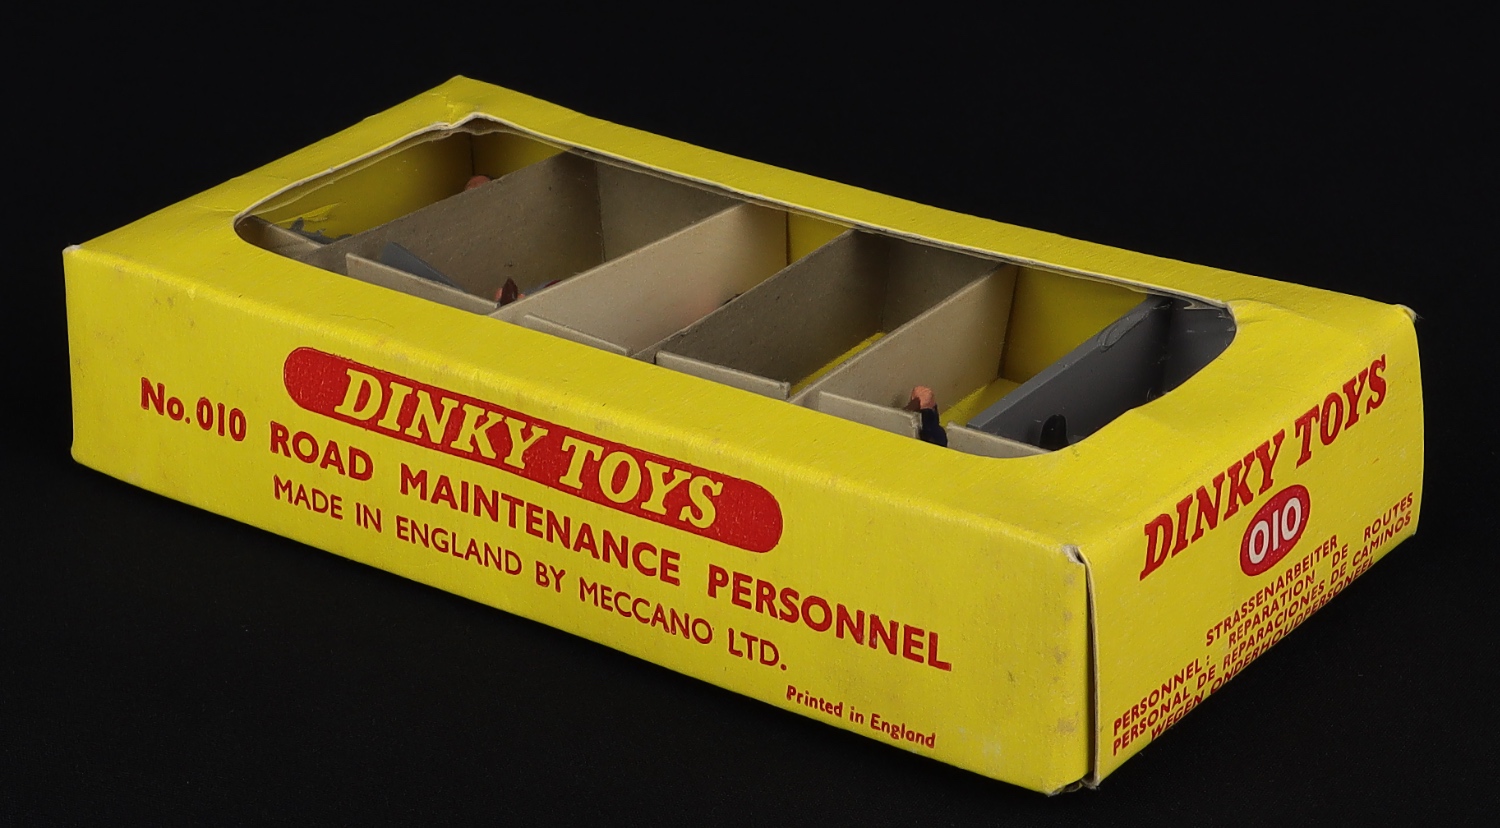 DINKY TOYS
No. 010 ROAD MAINTENANCE PERSONNEL
MADE IN ENGLAND BY MECCANO LTD.
Printed in England
DINKY TOYS
010
STRASSENARBEITER
PERSONNEL: REPARATION DE ROUTES
PERSONAL DE REPARACIONES DE CAMINOS
WEGEN ONDERHOUDPERSONEEL